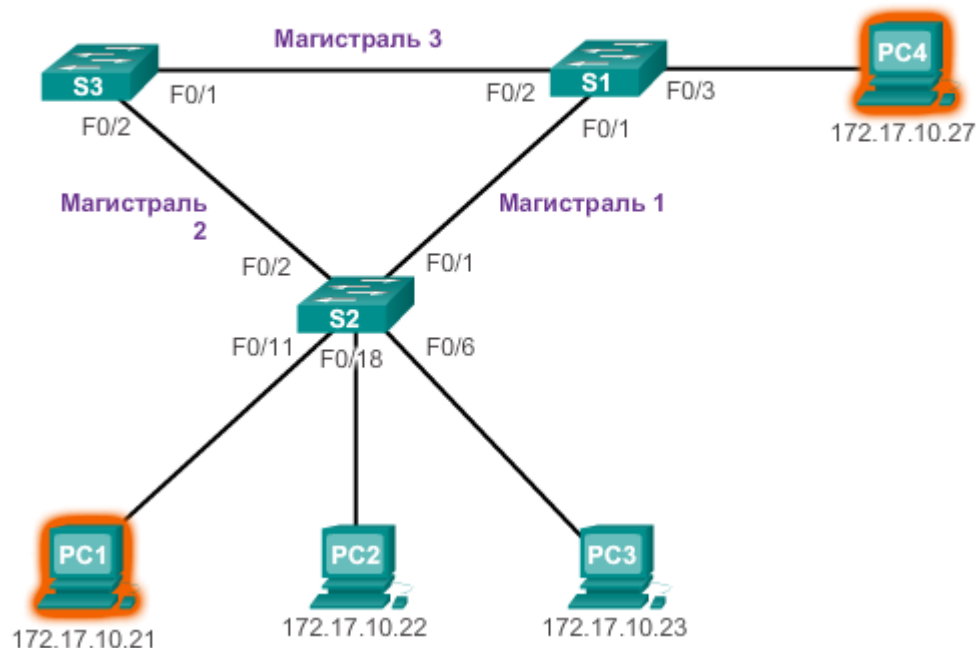 Магистраль 3
PC4
S3
S1
F0/1
F0/2
F0/3
F0/2
F0/1
172.17.10.27
Магистраль
2
Магистраль 1
F0/2
F0/1
S2
F0/11
F0/18
F0/6
PC1
PC2
PC3
172.17.10.21
172.17.10.22
172.17.10.23